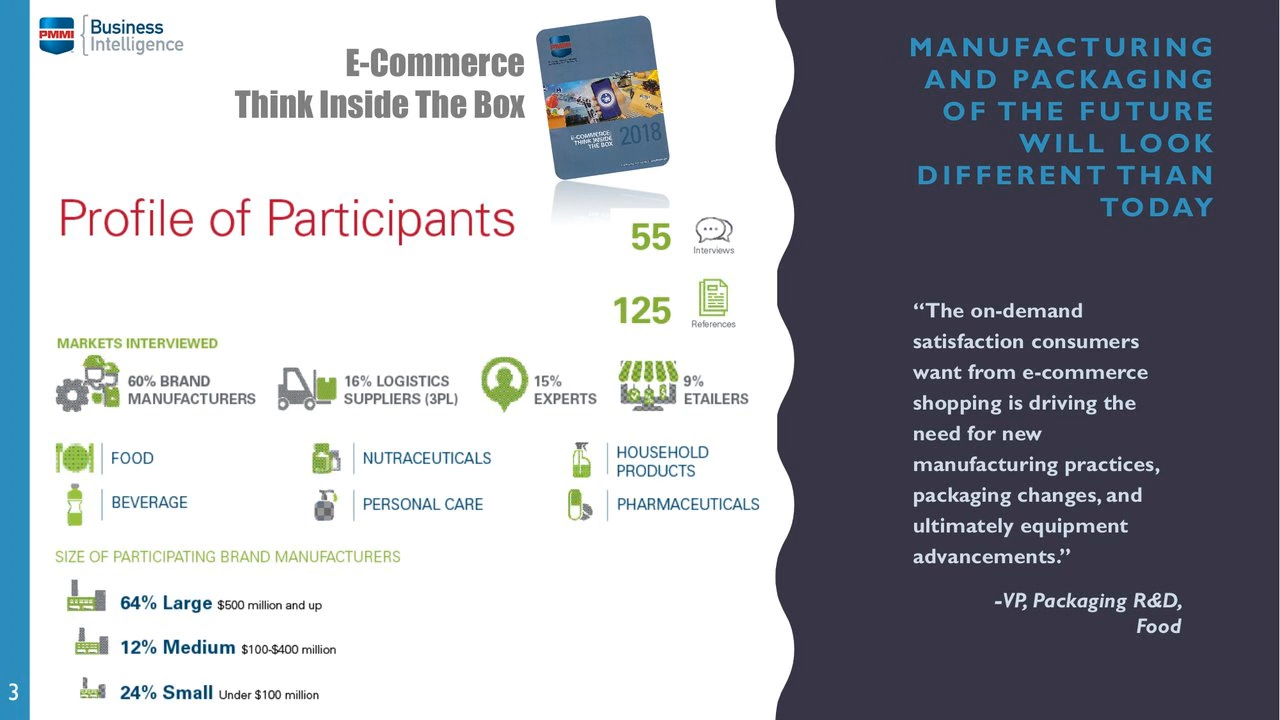 PMMI
Business
Intelligence
E-Commerce
Think Inside The Box
PMMI
E-COMMERCE:
THINK INSIDE
THE BOX
2018
Profile of Participants
55
Interviews
125
References
MARKETS INTERVIEWED
60% BRAND
MANUFACTURERS
16% LOGISTICS
SUPPLIERS (3PL)
15%
EXPERTS
9%
ETAILERS
FOOD
NUTRACEUTICALS
HOUSEHOLD
PRODUCTS
BEVERAGE
PERSONAL CARE
PHARMACEUTICALS
SIZE OF PARTICIPATING BRAND MANUFACTURERS
64% Large $500 million and up
12% Medium $100-$400 million
24% Small Under $100 million
3
MANUFACTURING
AND PACKAGING
OF THE FUTURE
WILL LOOK
DIFFERENT THAN
TODAY
“The on-demand
satisfaction consumers
want from e-commerce
shopping is driving the
need for new
manufacturing practices,
packaging changes, and
ultimately equipment
advancements.”
-VP, Packaging R&D,
Food